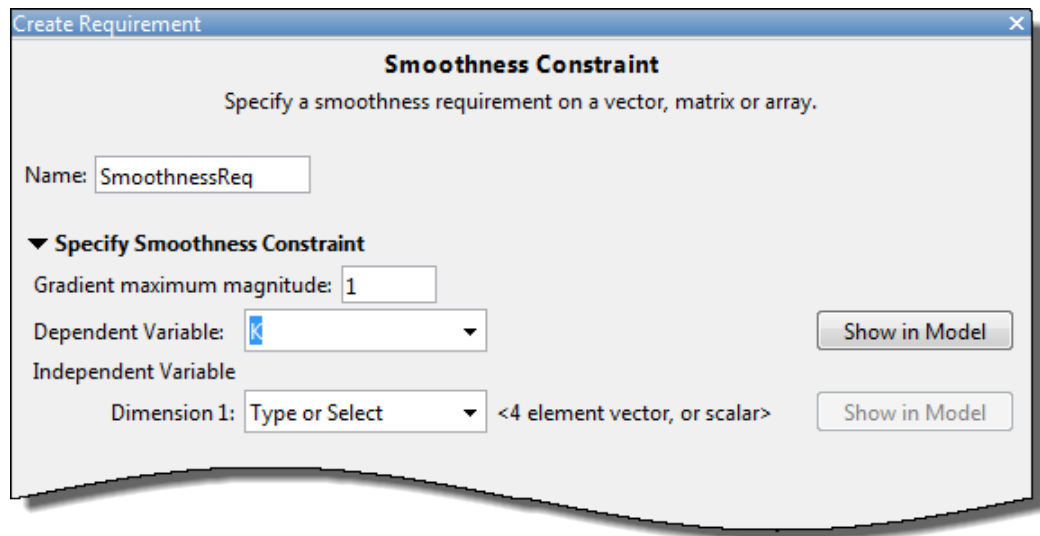 Create Requirement
Smoothness Constraint
Specify a smoothness requirement on a vector, matrix or array.
Name: SmoothnessReq
Specify Smoothness Constraint
Gradient maximum magnitude: 1
Dependent Variable: K Show in Model
Independent Variable
Dimension 1: Type or Select <4 element vector, or scalar> Show in Model